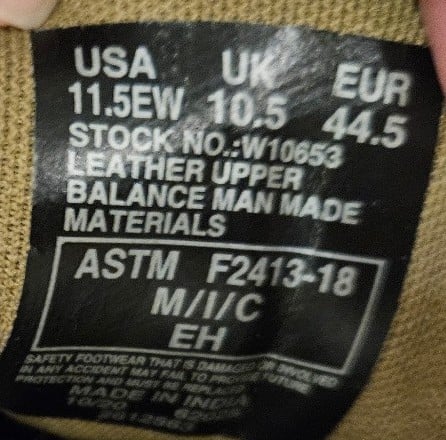 USA UK EUR
11.5EW 10.5 44.5
STOCK NO.:W10653
LEATHER UPPER
BALANCE MAN MADE
MATERIALS
ASTM F2413-18
M/I/C
EH
SAFETY FOOTWEAR THAT IS DAMAGED OR INVOLVED
IN ANY ACCIDENT MAY FAIL TO PROVIDE FUTURE
PROTECTION AND MUST BE REPLACED
MADE IN INDIA